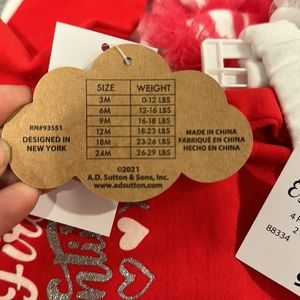 SIZE WEIGHT
3M 0-12 LBS
6M 12-16 LBS
9M 16-18 LBS
12M 18-23 LBS
18M 23-26 LBS
24M 26-29 LBS
RN#93551
DESIGNED IN
NEW YORK
MADE IN CHINA
FABRIQUÉ EN CHINA
HECHO EN CHINA
©2021
A.D. Sutton & Sons, Inc.
www.adsutton.com
88334